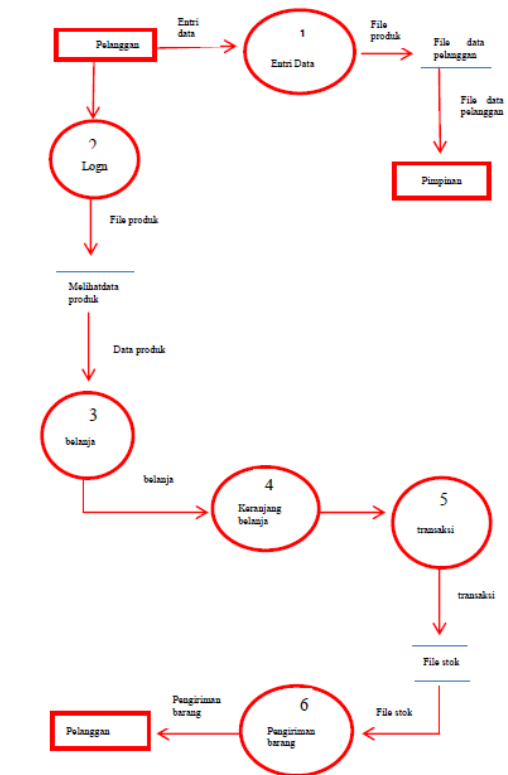 Entri
data
File
produk
1
Pelanggan
Entri Data
File data
pelanggan
File data
pelanggan
2
Logn
Pimpinan
File produk
Melihatdata
produk
Data produk
3
belanja
belanja
4
Keranjang
belanja
5
transaksi
transaksi
File stok
Pengiriman
barang
6
File stok
Pelanggan
Pengiriman
barang